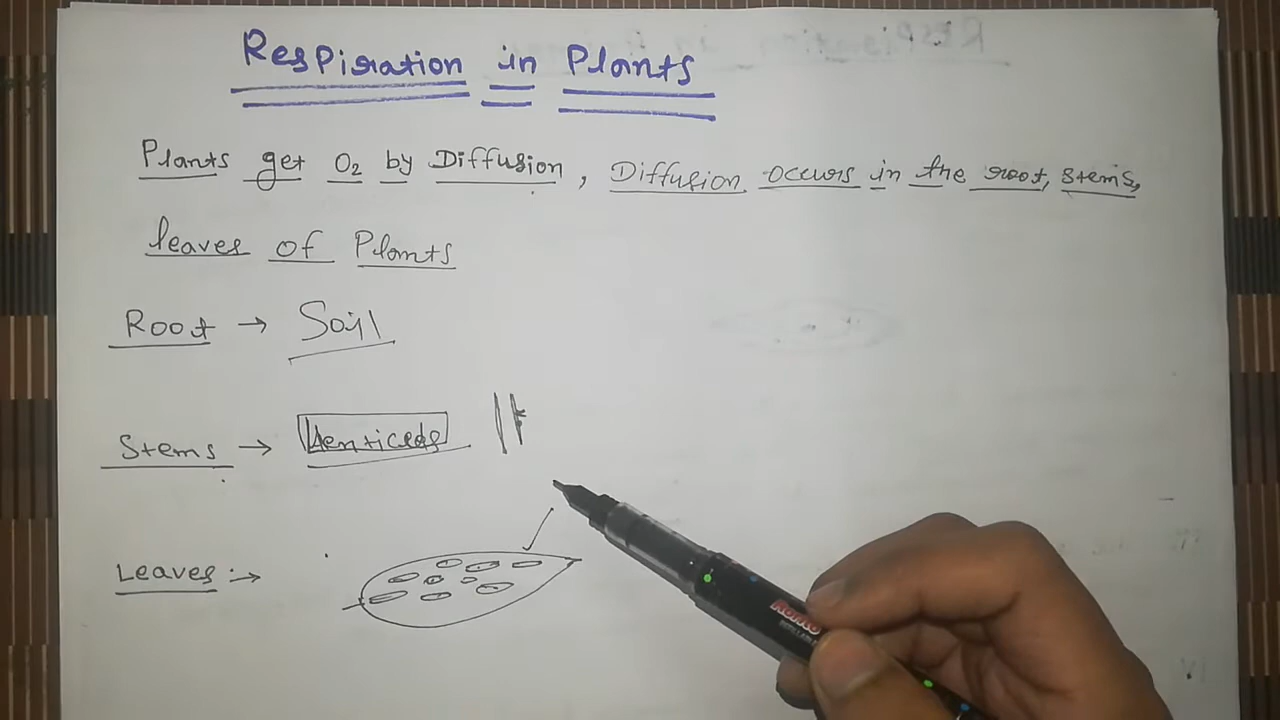 Respiration in Plants
Plants get O2 by Diffusion, Diffusion occurs in the root, stems,
leaves of Plants
Root → Soil
Stems →
Leaves :→